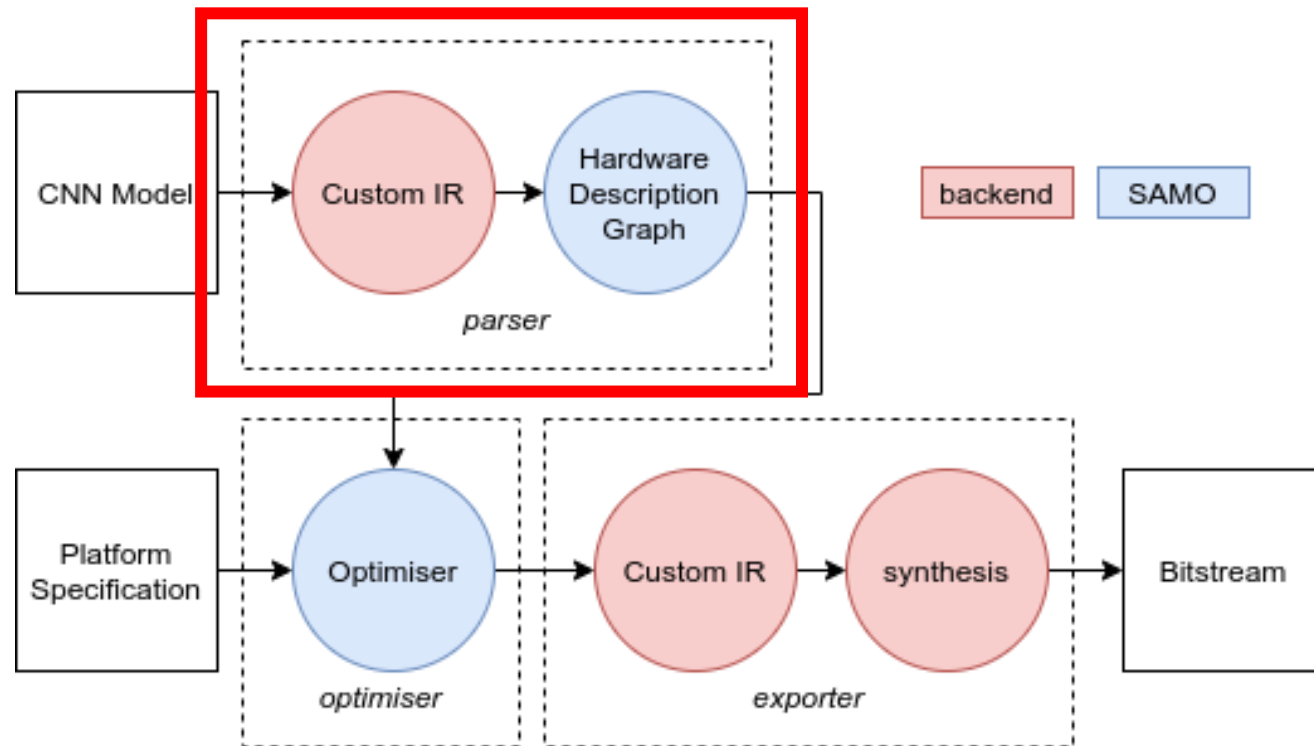 CNN Model
Custom IR
Hardware
Description
Graph
parser
backend
SAMO
Platform
Specification
Optimiser
optimiser
Custom IR
synthesis
exporter
Bitstream